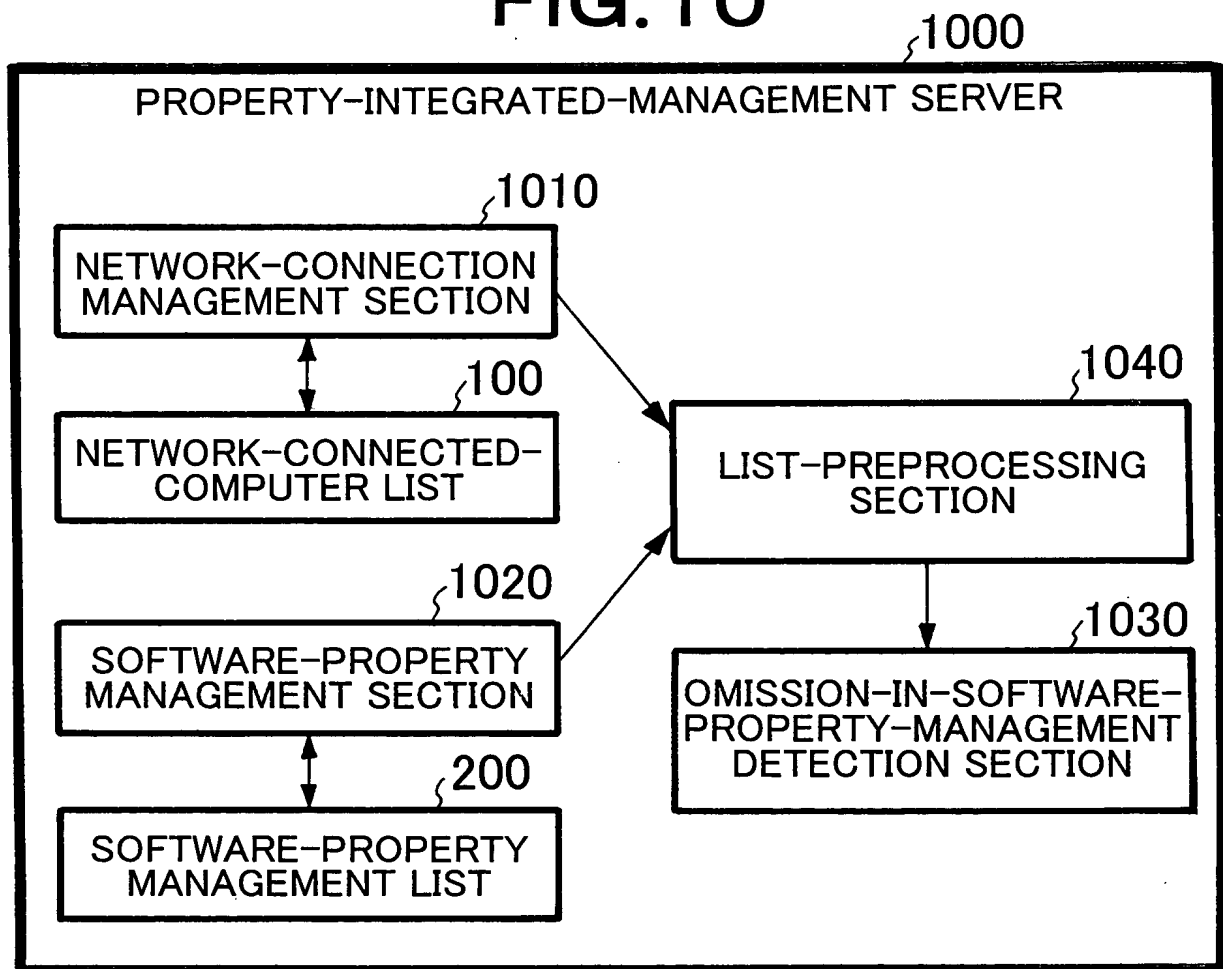 FIG.10
1000
PROPERTY-INTEGRATED-MANAGEMENT SERVER
1010
NETWORK-CONNECTION
MANAGEMENT SECTION
100
NETWORK-CONNECTED-
COMPUTER LIST
1020
SOFTWARE-PROPERTY
MANAGEMENT SECTION
200
SOFTWARE-PROPERTY
MANAGEMENT LIST
1040
LIST-PREPROCESSING
SECTION
1030
OMISSION-IN-SOFTWARE-
PROPERTY-MANAGEMENT
DETECTION SECTION